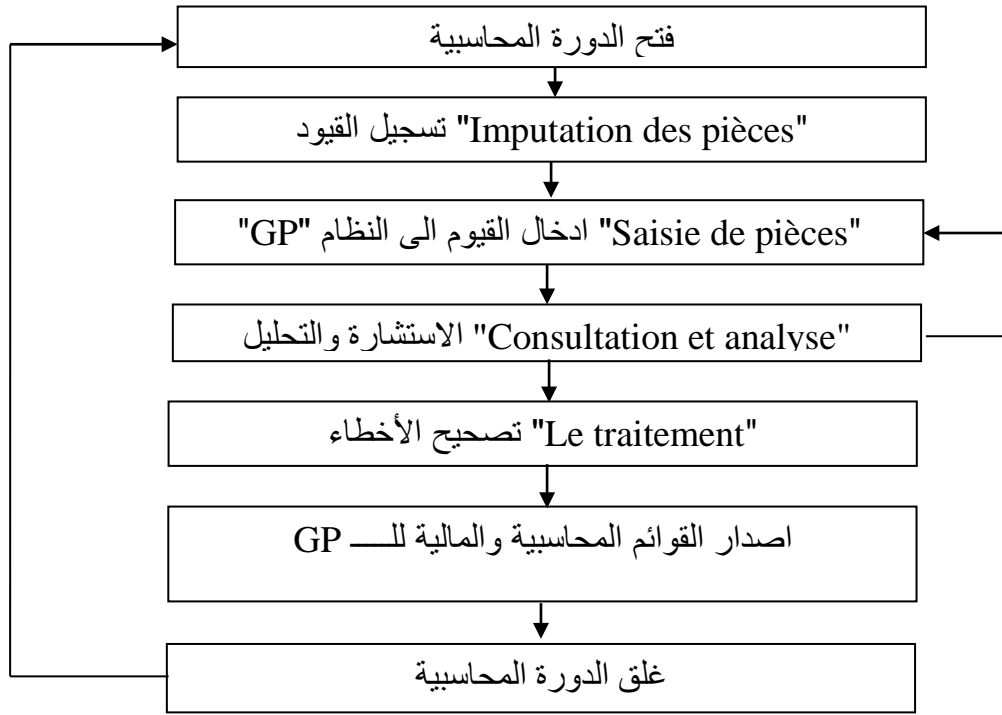 فتح الدورة المحاسبية
"Imputation des pièces" تسجيل القيود
"Saisie de pièces" ادخال القيوم الى النظام "GP"
"Consultation et analyse" الاستشارة والتحليل
"Le traitement" تصحيح الأخطاء
اصدار القوائم المحاسبية والمالية للـــــ GP
غلق الدورة المحاسبية